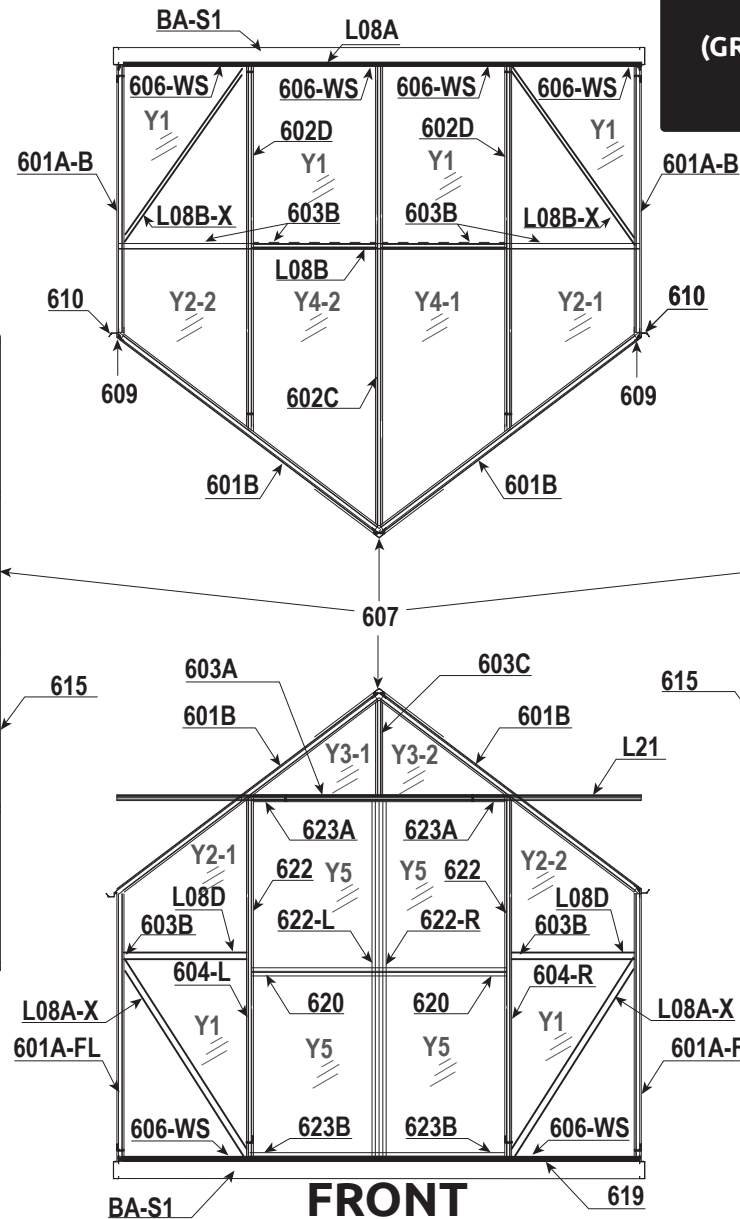 BA-S1
L08A
(GR
606-WS 606-WS 606-WS 606-WS
Y1 Y1
602D 602D
Y1 Y1
601A-B 601A-B
L08B-X 603B 603B L08B-X
L08B
610 Y2-2 Y4-2 Y4-1 Y2-1 610
609 602C 609
601B 601B
607
603A 603C
615 615
601B 601B
Y3-1 Y3-2 L21
623A 623A
Y2-1 622 Y5 Y5 622 Y2-2
L08D L08D
603B 622-L 622-R 603B
604-L 604-R
L08A-X 620 620 L08A-X
Y1 Y5 Y5 Y1
601A-FL 601A-F
606-WS 623B 623B 606-WS
BA-S1 FRONT 619